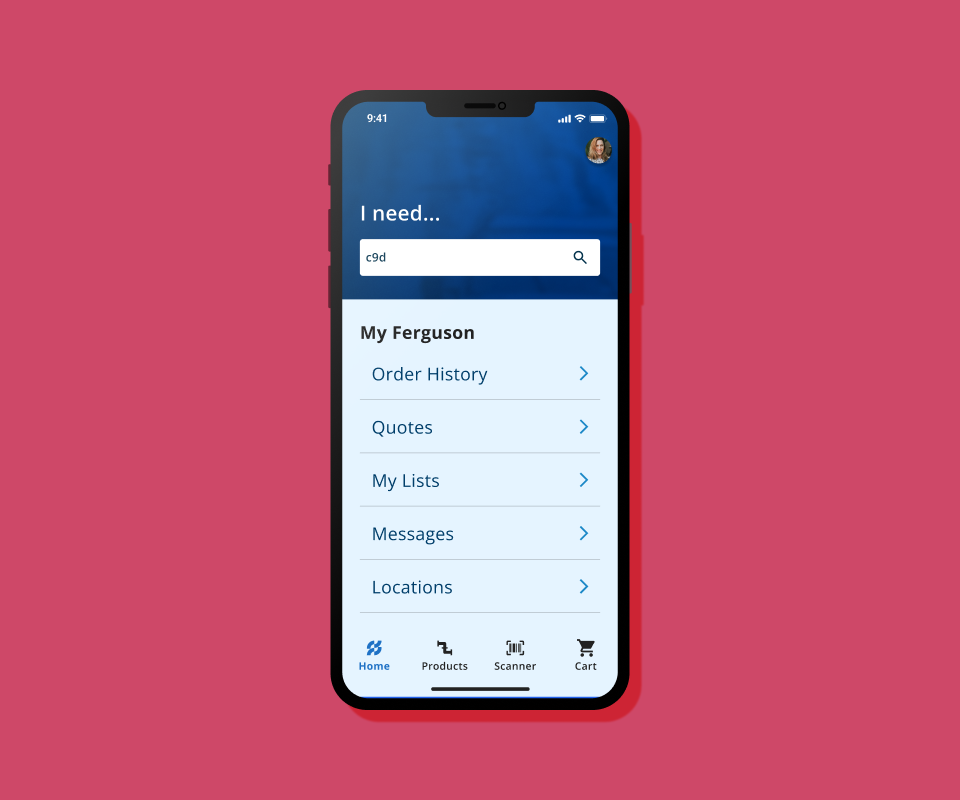 9:41
I need...
c9d
My Ferguson
Order History
Quotes
My Lists
Messages
Locations
Home
Products
Scanner
Cart